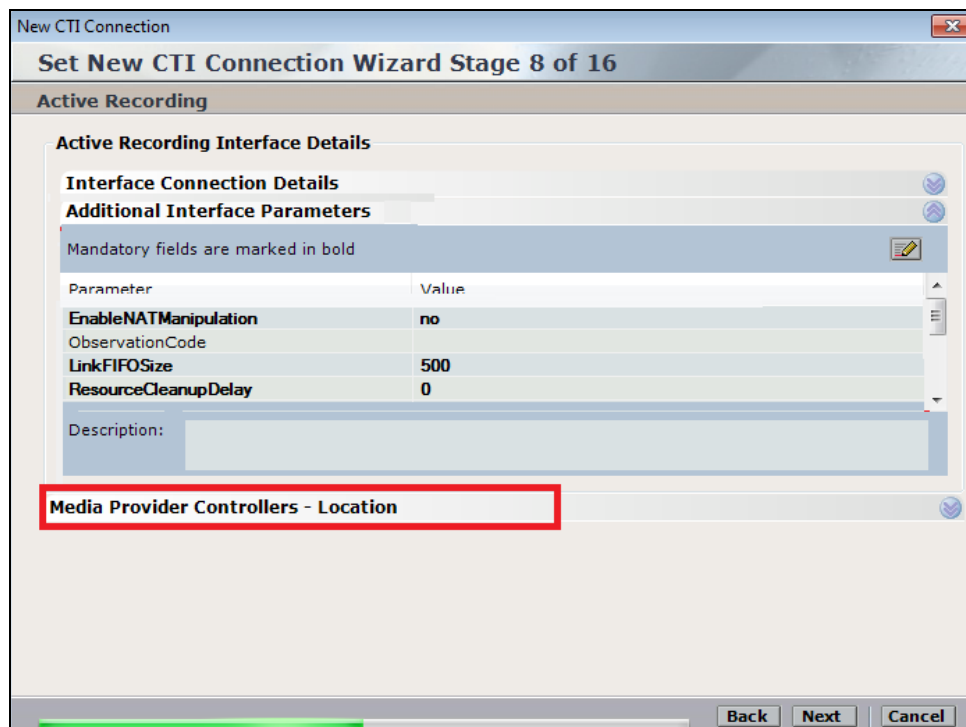 New CTI Connection
Set New CTI Connection Wizard Stage 8 of 16
Active Recording
Active Recording Interface Details
Interface Connection Details
Additional Interface Parameters
Mandatory fields are marked in bold
Parameter Value
EnableNATManipulation no
ObservationCode
LinkFIFOSize 500
ResourceCleanupDelay 0
Description:
Media Provider Controllers - Location
Back Next Cancel